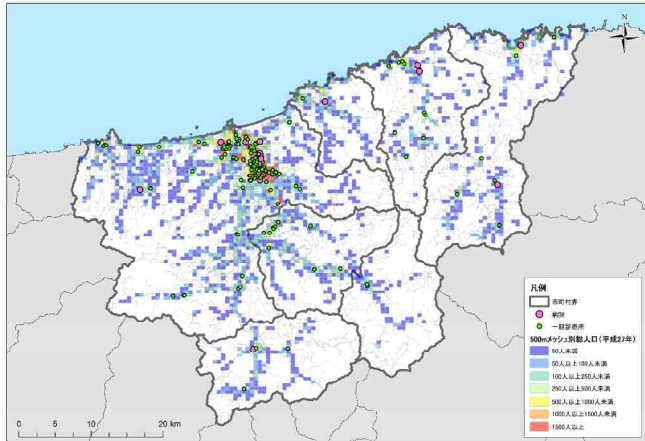 N
凡例
市町村界
病院
一般診療所
500mメッシュ別総人口(平成27年)
50人未満
50人以上100人未満
100人以上250人未満
250人以上500人未満
500人以上1000人未満
1000人以上1500人未満
1500人以上
0 5 10 20 km